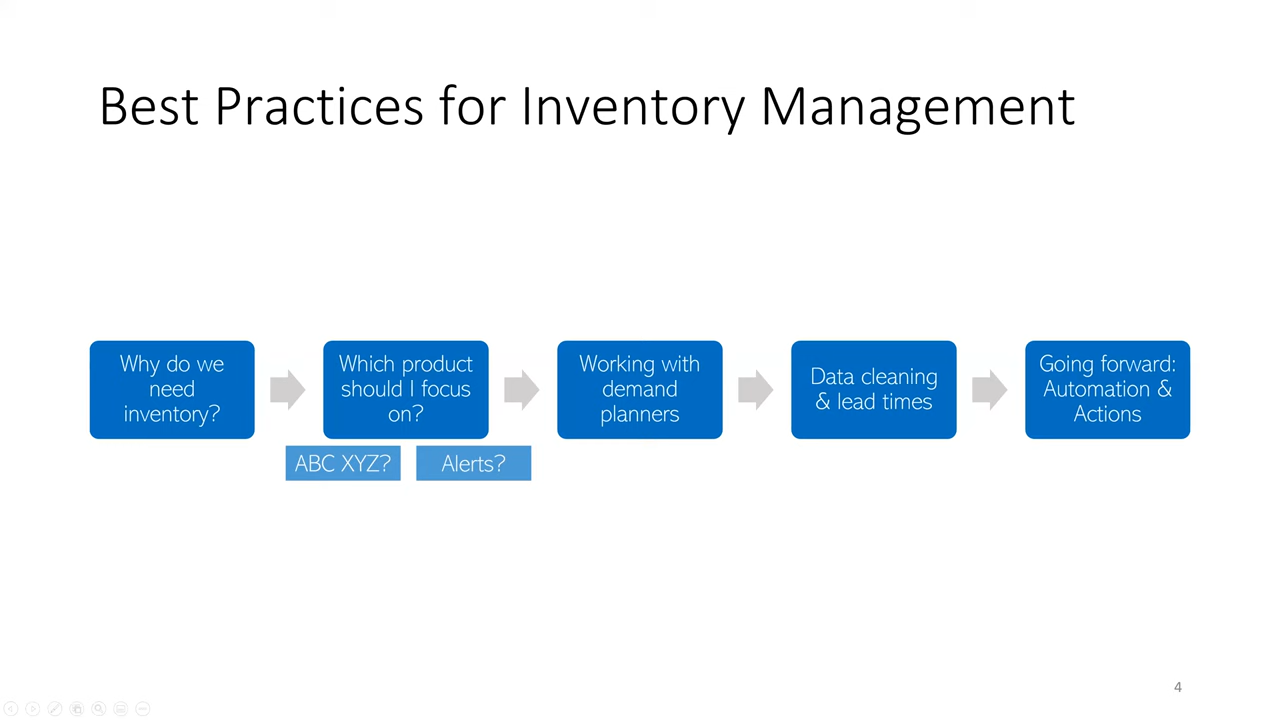 Best Practices for Inventory Management
Why do we
need
inventory?
Which product
should I focus
on?
ABC XYZ?
Alerts?
Working with
demand
planners
Data cleaning
& lead times
Going forward:
Automation &
Actions
4